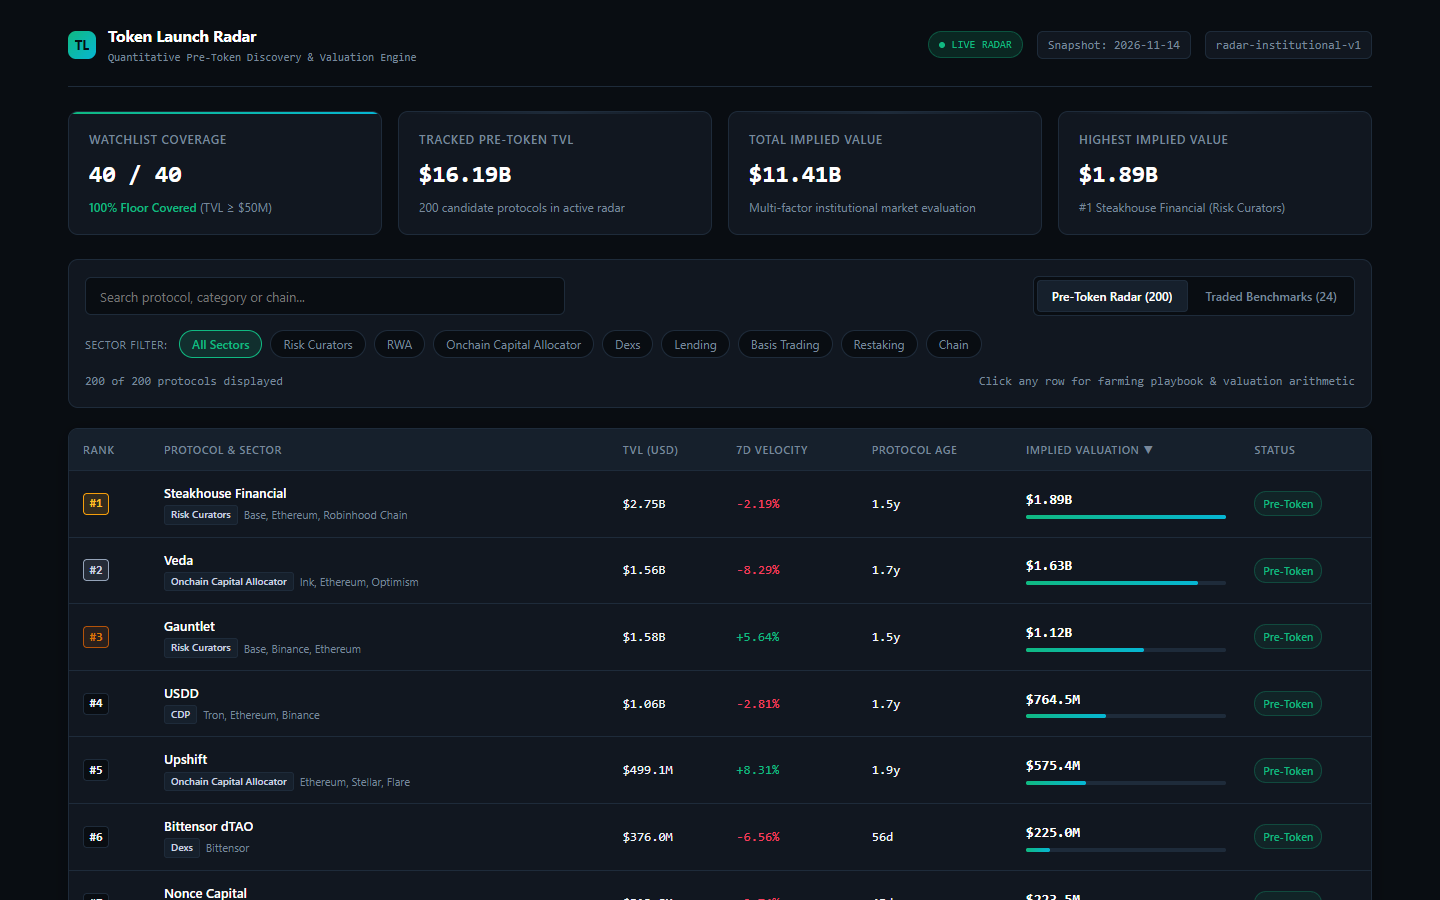 TL
Token Launch Radar
Quantitative Pre-Token Discovery & Valuation Engine
● LIVE RADAR
Snapshot: 2026-11-14
radar-institutional-v1
WATCHLIST COVERAGE
40 / 40
100% Floor Covered (TVL ≥ $50M)
TRACKED PRE-TOKEN TVL
$16.19B
200 candidate protocols in active radar
TOTAL IMPLIED VALUE
$11.41B
Multi-factor institutional market evaluation
HIGHEST IMPLIED VALUE
$1.89B
#1 Steakhouse Financial (Risk Curators)
Search protocol, category or chain...
Pre-Token Radar (200)
Traded Benchmarks (24)
SECTOR FILTER: All Sectors Risk Curators RWA Onchain Capital Allocator Dexs Lending Basis Trading Restaking Chain
200 of 200 protocols displayed
Click any row for farming playbook & valuation arithmetic
RANK PROTOCOL & SECTOR TVL (USD) 7D VELOCITY PROTOCOL AGE IMPLIED VALUATION ▼ STATUS
#1
Steakhouse Financial
Risk Curators Base, Ethereum, Robinhood Chain
$2.75B -2.19% 1.5y
$1.89B
Pre-Token
#2
Veda
Onchain Capital Allocator Ink, Ethereum, Optimism
$1.56B -8.29% 1.7y
$1.63B
Pre-Token
#3
Gauntlet
Risk Curators Base, Binance, Ethereum
$1.58B +5.64% 1.5y
$1.12B
Pre-Token
#4
USDD
CDP Tron, Ethereum, Binance
$1.06B -2.81% 1.7y
$764.5M
Pre-Token
#5
Upshift
Onchain Capital Allocator Ethereum, Stellar, Flare
$499.1M +8.31% 1.9y
$575.4M
Pre-Token
#6
Bittensor dTAO
Dexs Bittensor
$376.0M -6.56% 56d
$225.0M
Pre-Token
Nonce Capital
$223.5M